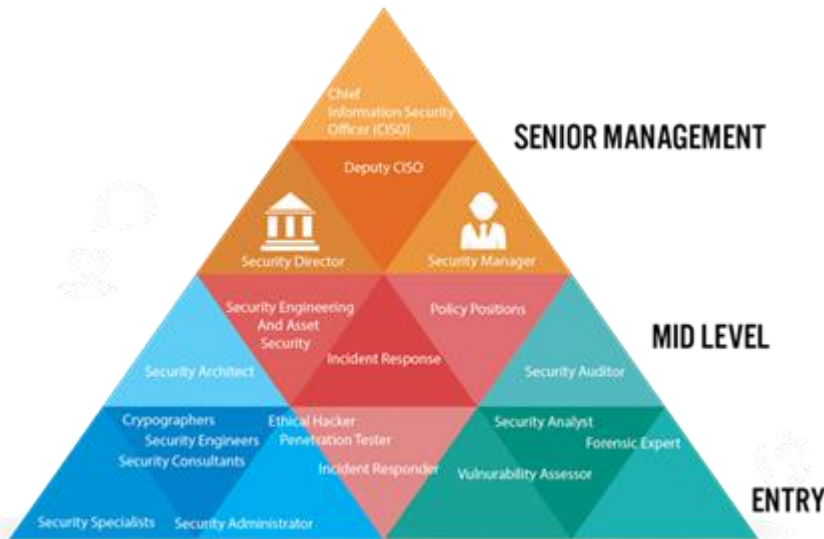 Chief
Information Security
Officer (CISO)
SENIOR MANAGEMENT
Deputy CISO
Security Director
Security Manager
Security Engineering
And Asset
Security
Policy Positions
MID LEVEL
Incident Response
Security Architect
Security Auditor
Crypographers
Security Engineers
Security Consultants
Ethical Hacker
Penetration Tester
Incident Responder
Security Analyst
Forensic Expert
Vulnurability Assessor
ENTRY
Security Specialists
Security Administrator